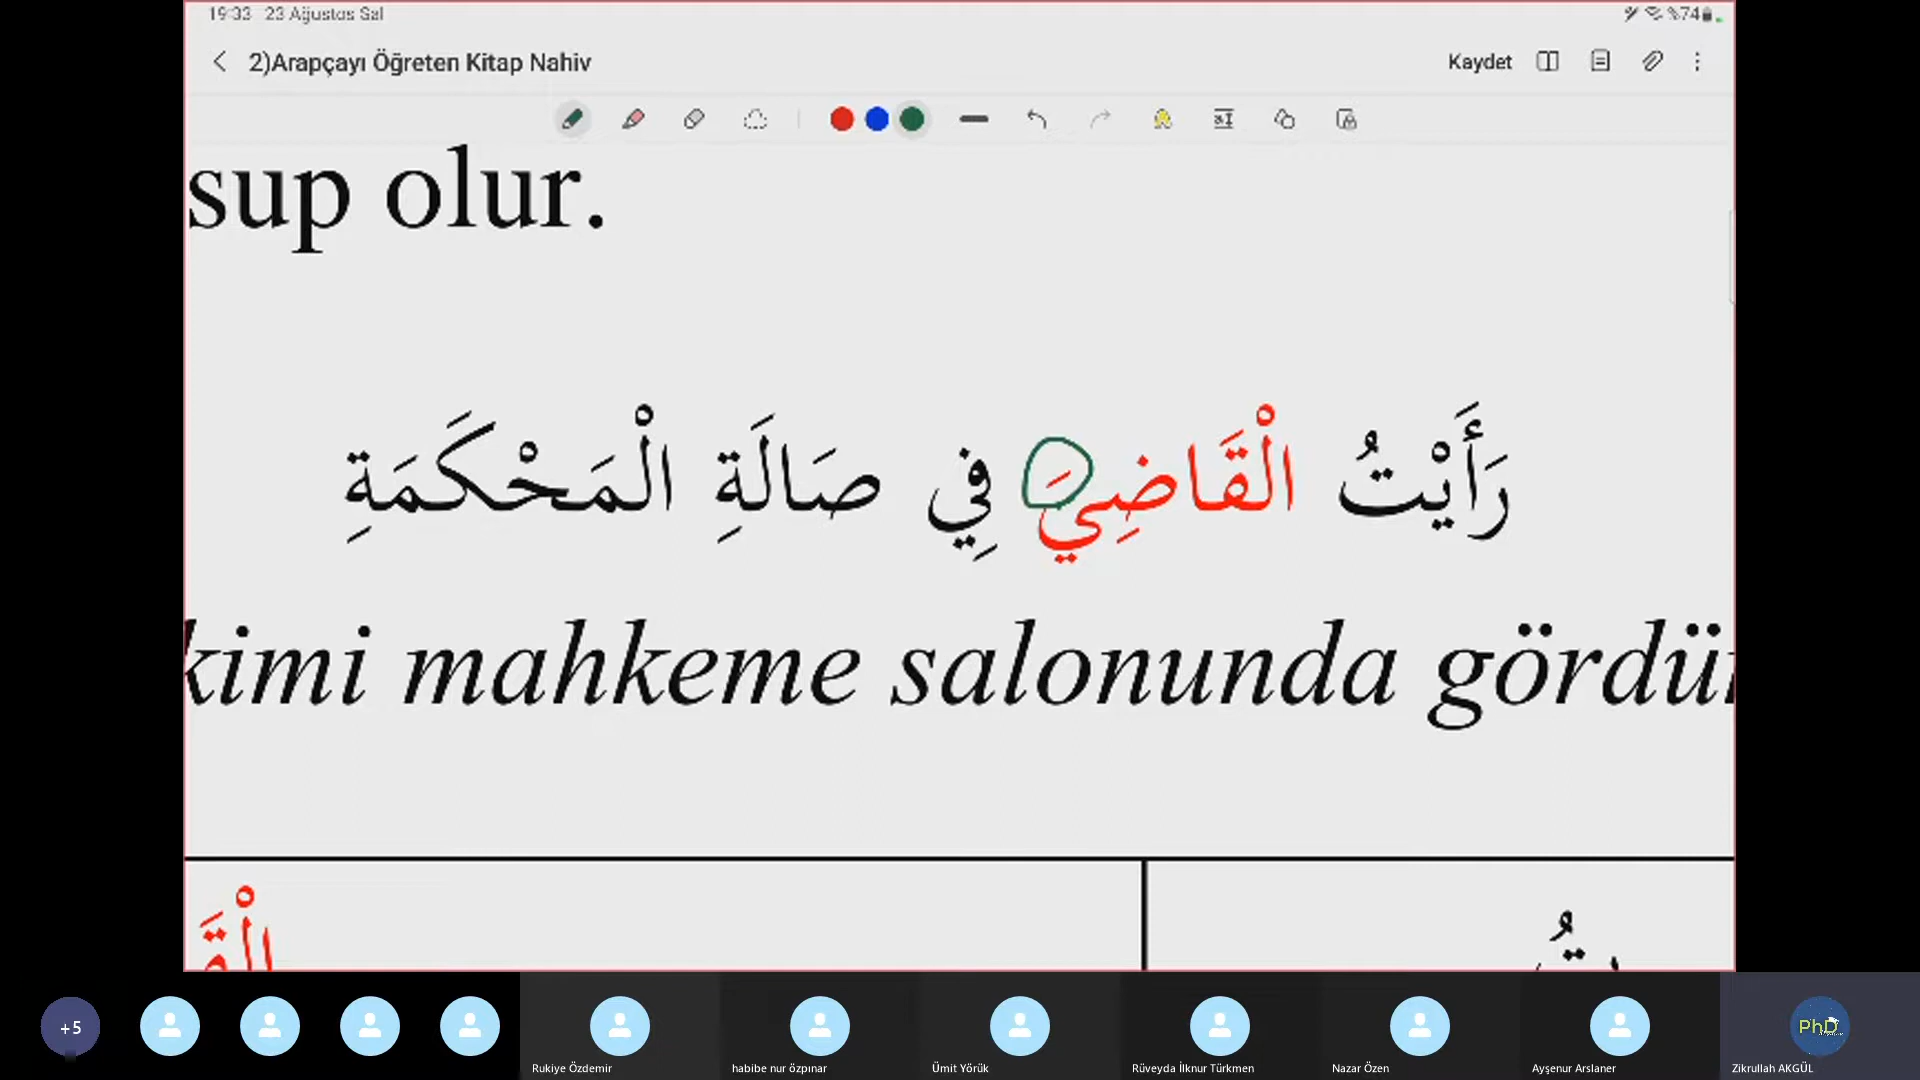 19:33 23 Ağustos Sal
%74
2)Arapçayı Öğreten Kitap Nahiv
Kaydet
sup olur.
رَأَيْتُ الْقَاضِيَ فِي صَالَةِ الْمَحْكَمَةِ
kimi mahkeme salonunda gördü
+5
Rukiye Özdemir
habibe nur özpınar
Ümit Yörük
Rüveyda İlknur Türkmen
Nazar Özen
Ayşenur Arslaner
PhD
Zikrullah AKGÜL